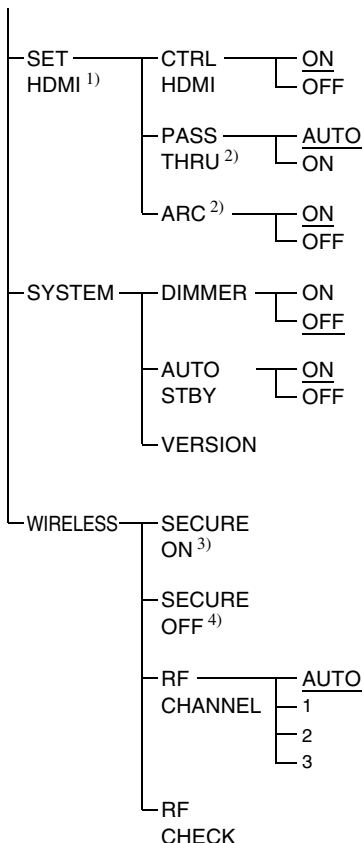 SET CTRL ON
HDMI 1) HDMI OFF
PASS AUTO
THRU 2) ON
ARC 2) ON
OFF
SYSTEM DIMMER ON
OFF
AUTO ON
STBY OFF
VERSION
WIRELESS SECURE
ON 3)
SECURE
OFF 4)
RF AUTO
CHANNEL 1
2
3
RF
CHECK